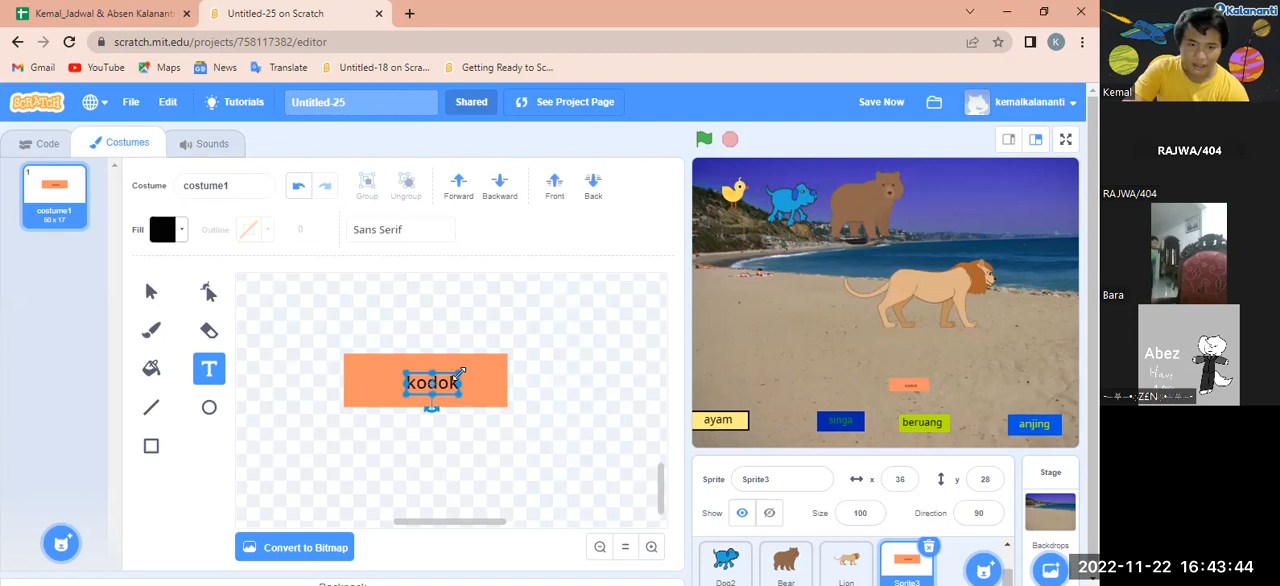 Kemal_Jadwal & Absen Kalananti
Untitled-25 on Scratch
scratch.mit.edu/projects/758117382/editor
K
Gmail
YouTube
Maps
News
Translate
Untitled-18 on Scra...
Getting Ready to Sc...
SCRATCH
File
Edit
Tutorials
Untitled-25
Shared
See Project Page
Save Now
kemalkalananti
Code
Costumes
Sounds
1
costume1
50 x 17
Costume
costume1
Group
Ungroup
Forward
Backward
Front
Back
Fill
Outline
0
Sans Serif
T
kodok
Convert to Bitmap
kodok
ayam
singa
beruang
anjing
Sprite
Sprite3
x
36
y
28
Show
Size
100
Direction
90
Stage
Backdrops
Dog2
Bear
Lion
Sprite3
Kalananti
Kemal
RAJWA/404
RAJWA/404
Bara
Abez
2022-11-22 16:43:44